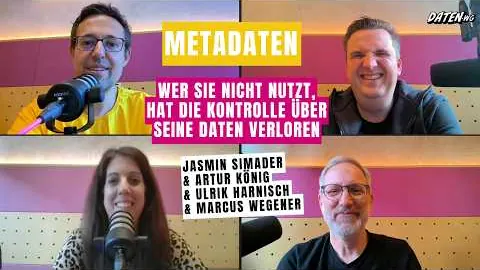 DATEN.WG
METADATEN
WER SIE NICHT NUTZT,
HAT DIE KONTROLLE ÜBER
SEINE DATEN VERLOREN
JASMIN SIMADER
& ARTUR KÖNIG
& ULRIK HARNISCH
& MARCUS WEGENER